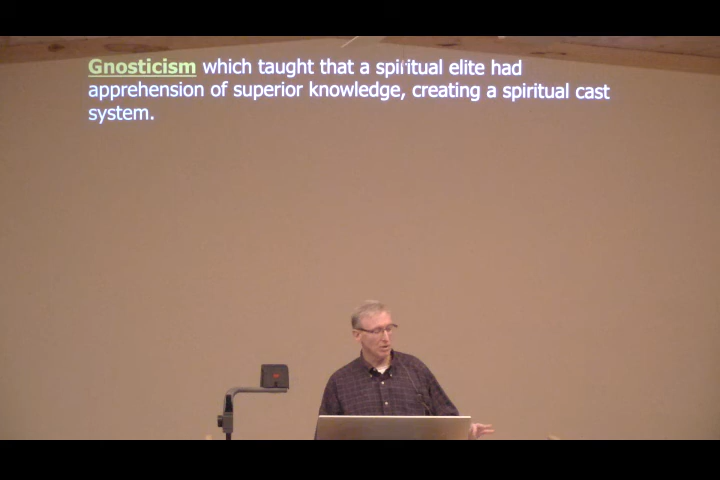 Gnosticism which taught that a spiritual elite had
apprehension of superior knowledge, creating a spiritual cast
system.